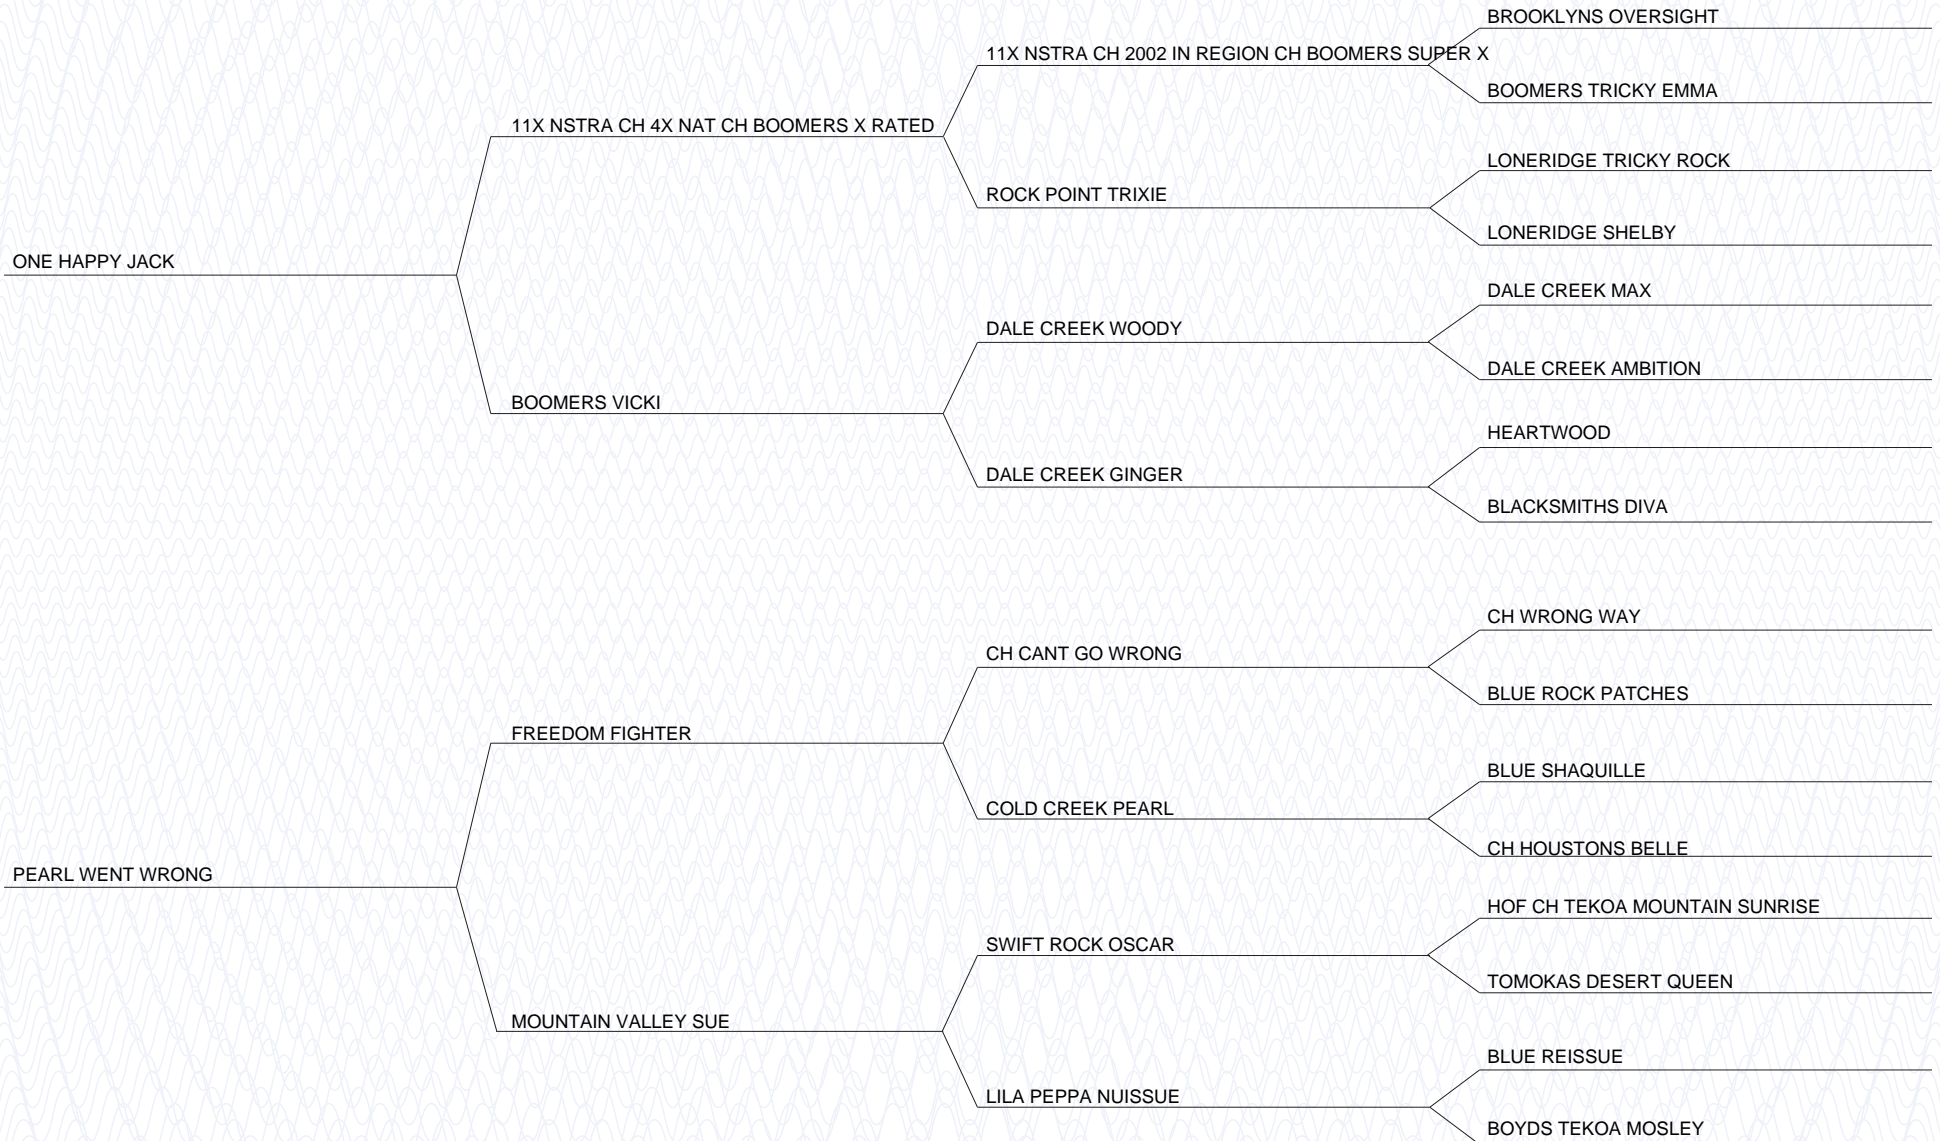 BROOKLYNS OVERSIGHT
11X NSTRA CH 2002 IN REGION CH BOOMERS SUPER X
BOOMERS TRICKY EMMA
11X NSTRA CH 4X NAT CH BOOMERS X RATED
LONERIDGE TRICKY ROCK
ROCK POINT TRIXIE
LONERIDGE SHELBY
ONE HAPPY JACK
DALE CREEK MAX
DALE CREEK WOODY
DALE CREEK AMBITION
BOOMERS VICKI
HEARTWOOD
DALE CREEK GINGER
BLACKSMITHS DIVA
CH WRONG WAY
CH CANT GO WRONG
BLUE ROCK PATCHES
FREEDOM FIGHTER
BLUE SHAQUILLE
COLD CREEK PEARL
CH HOUSTONS BELLE
PEARL WENT WRONG
HOF CH TEKOA MOUNTAIN SUNRISE
SWIFT ROCK OSCAR
TOMOKAS DESERT QUEEN
MOUNTAIN VALLEY SUE
BLUE REISSUE
LILA PEPPA NUISSUE
BOYDS TEKOA MOSLEY